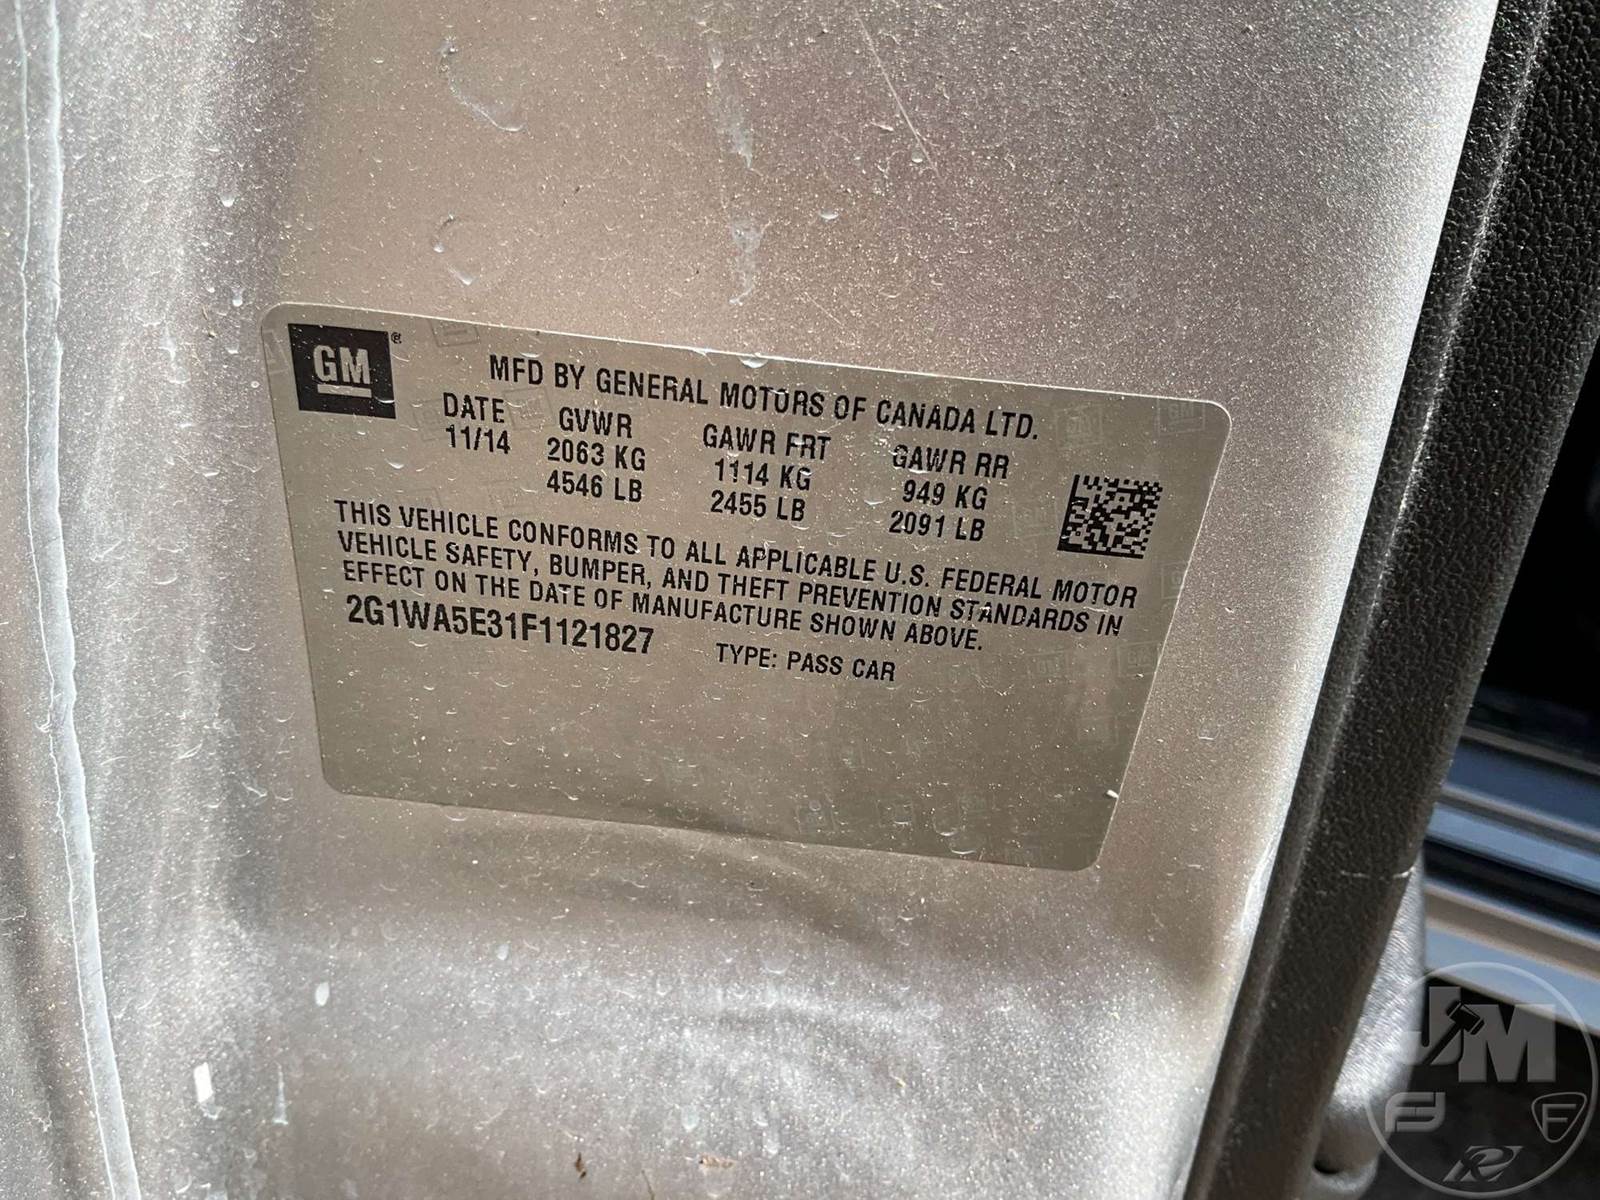 GM®
MFD BY GENERAL MOTORS OF CANADA LTD.
DATE GVWR GAWR FRT GAWR RR
11/14 2063 KG 1114 KG 949 KG
4546 LB 2455 LB 2091 LB
THIS VEHICLE CONFORMS TO ALL APPLICABLE U.S. FEDERAL MOTOR
VEHICLE SAFETY, BUMPER, AND THEFT PREVENTION STANDARDS IN
EFFECT ON THE DATE OF MANUFACTURE SHOWN ABOVE.
2G1WA5E31F1121827 TYPE: PASS CAR
JM